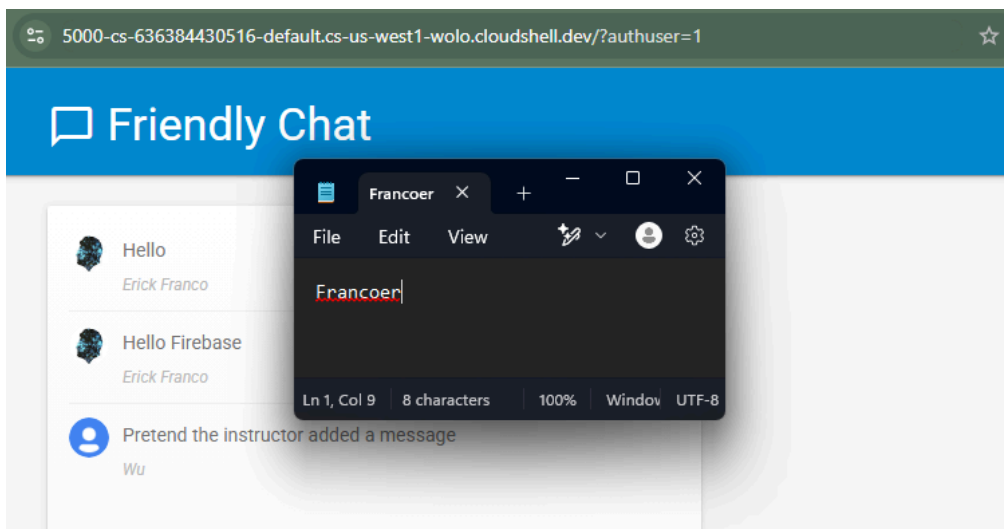 5000-cs-636384430516-default.cs-us-west1-wolo.cloudshell.dev/?authuser=1
Friendly Chat
Francoer
File Edit View
Francoer
Ln 1, Col 9 8 characters 100% Window UTF-8
Hello
Erick Franco
Hello Firebase
Erick Franco
Pretend the instructor added a message
Wu